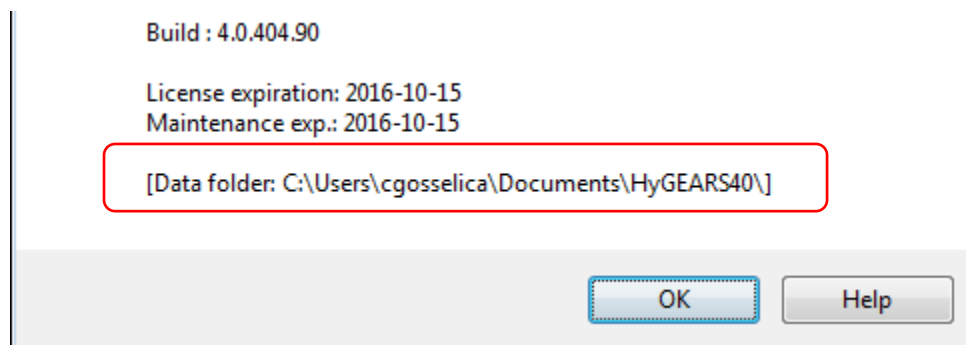 Build : 4.0.404.90
License expiration: 2016-10-15
Maintenance exp.: 2016-10-15
[Data folder: C:\Users\cgosselica\Documents\HyGEARS40\]
OK
Help